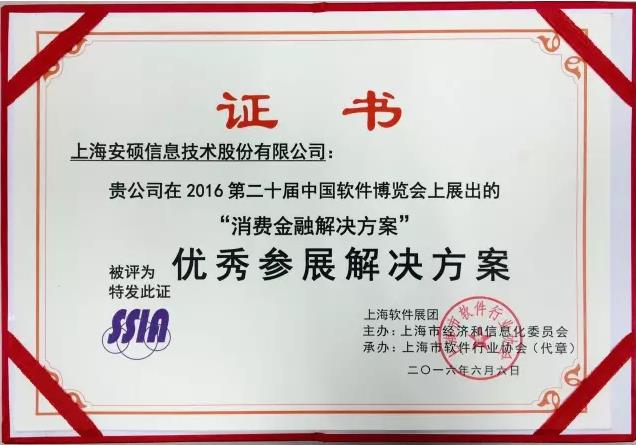 证书
上海安硕信息技术股份有限公司：
贵公司在2016第二十届中国软件博览会上展出的
“消费金融解决方案”
被评为 优秀参展解决方案
特发此证
SSIA
上海软件展团
主办：上海市经济和信息化委员会
承办：上海市软件行业协会（代章）
二〇一六年六月六日
上海市软件行业协会